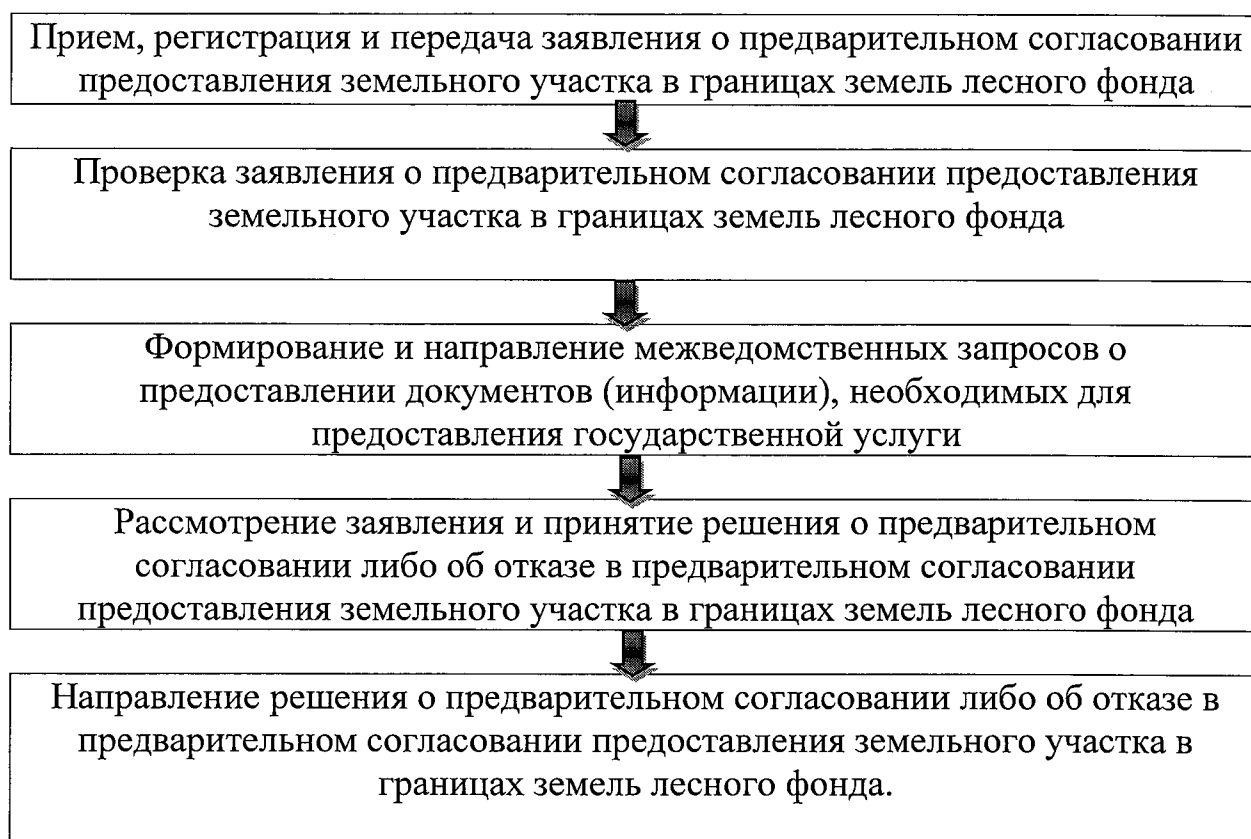 Прием, регистрация и передача заявления о предварительном согласовании
предоставления земельного участка в границах земель лесного фонда
Проверка заявления о предварительном согласовании предоставления
земельного участка в границах земель лесного фонда
Формирование и направление межведомственных запросов о
предоставлении документов (информации), необходимых для
предоставления государственной услуги
Рассмотрение заявления и принятие решения о предварительном
согласовании либо об отказе в предварительном согласовании
предоставления земельного участка в границах земель лесного фонда
Направление решения о предварительном согласовании либо об отказе в
предварительном согласовании предоставления земельного участка в
границах земель лесного фонда.